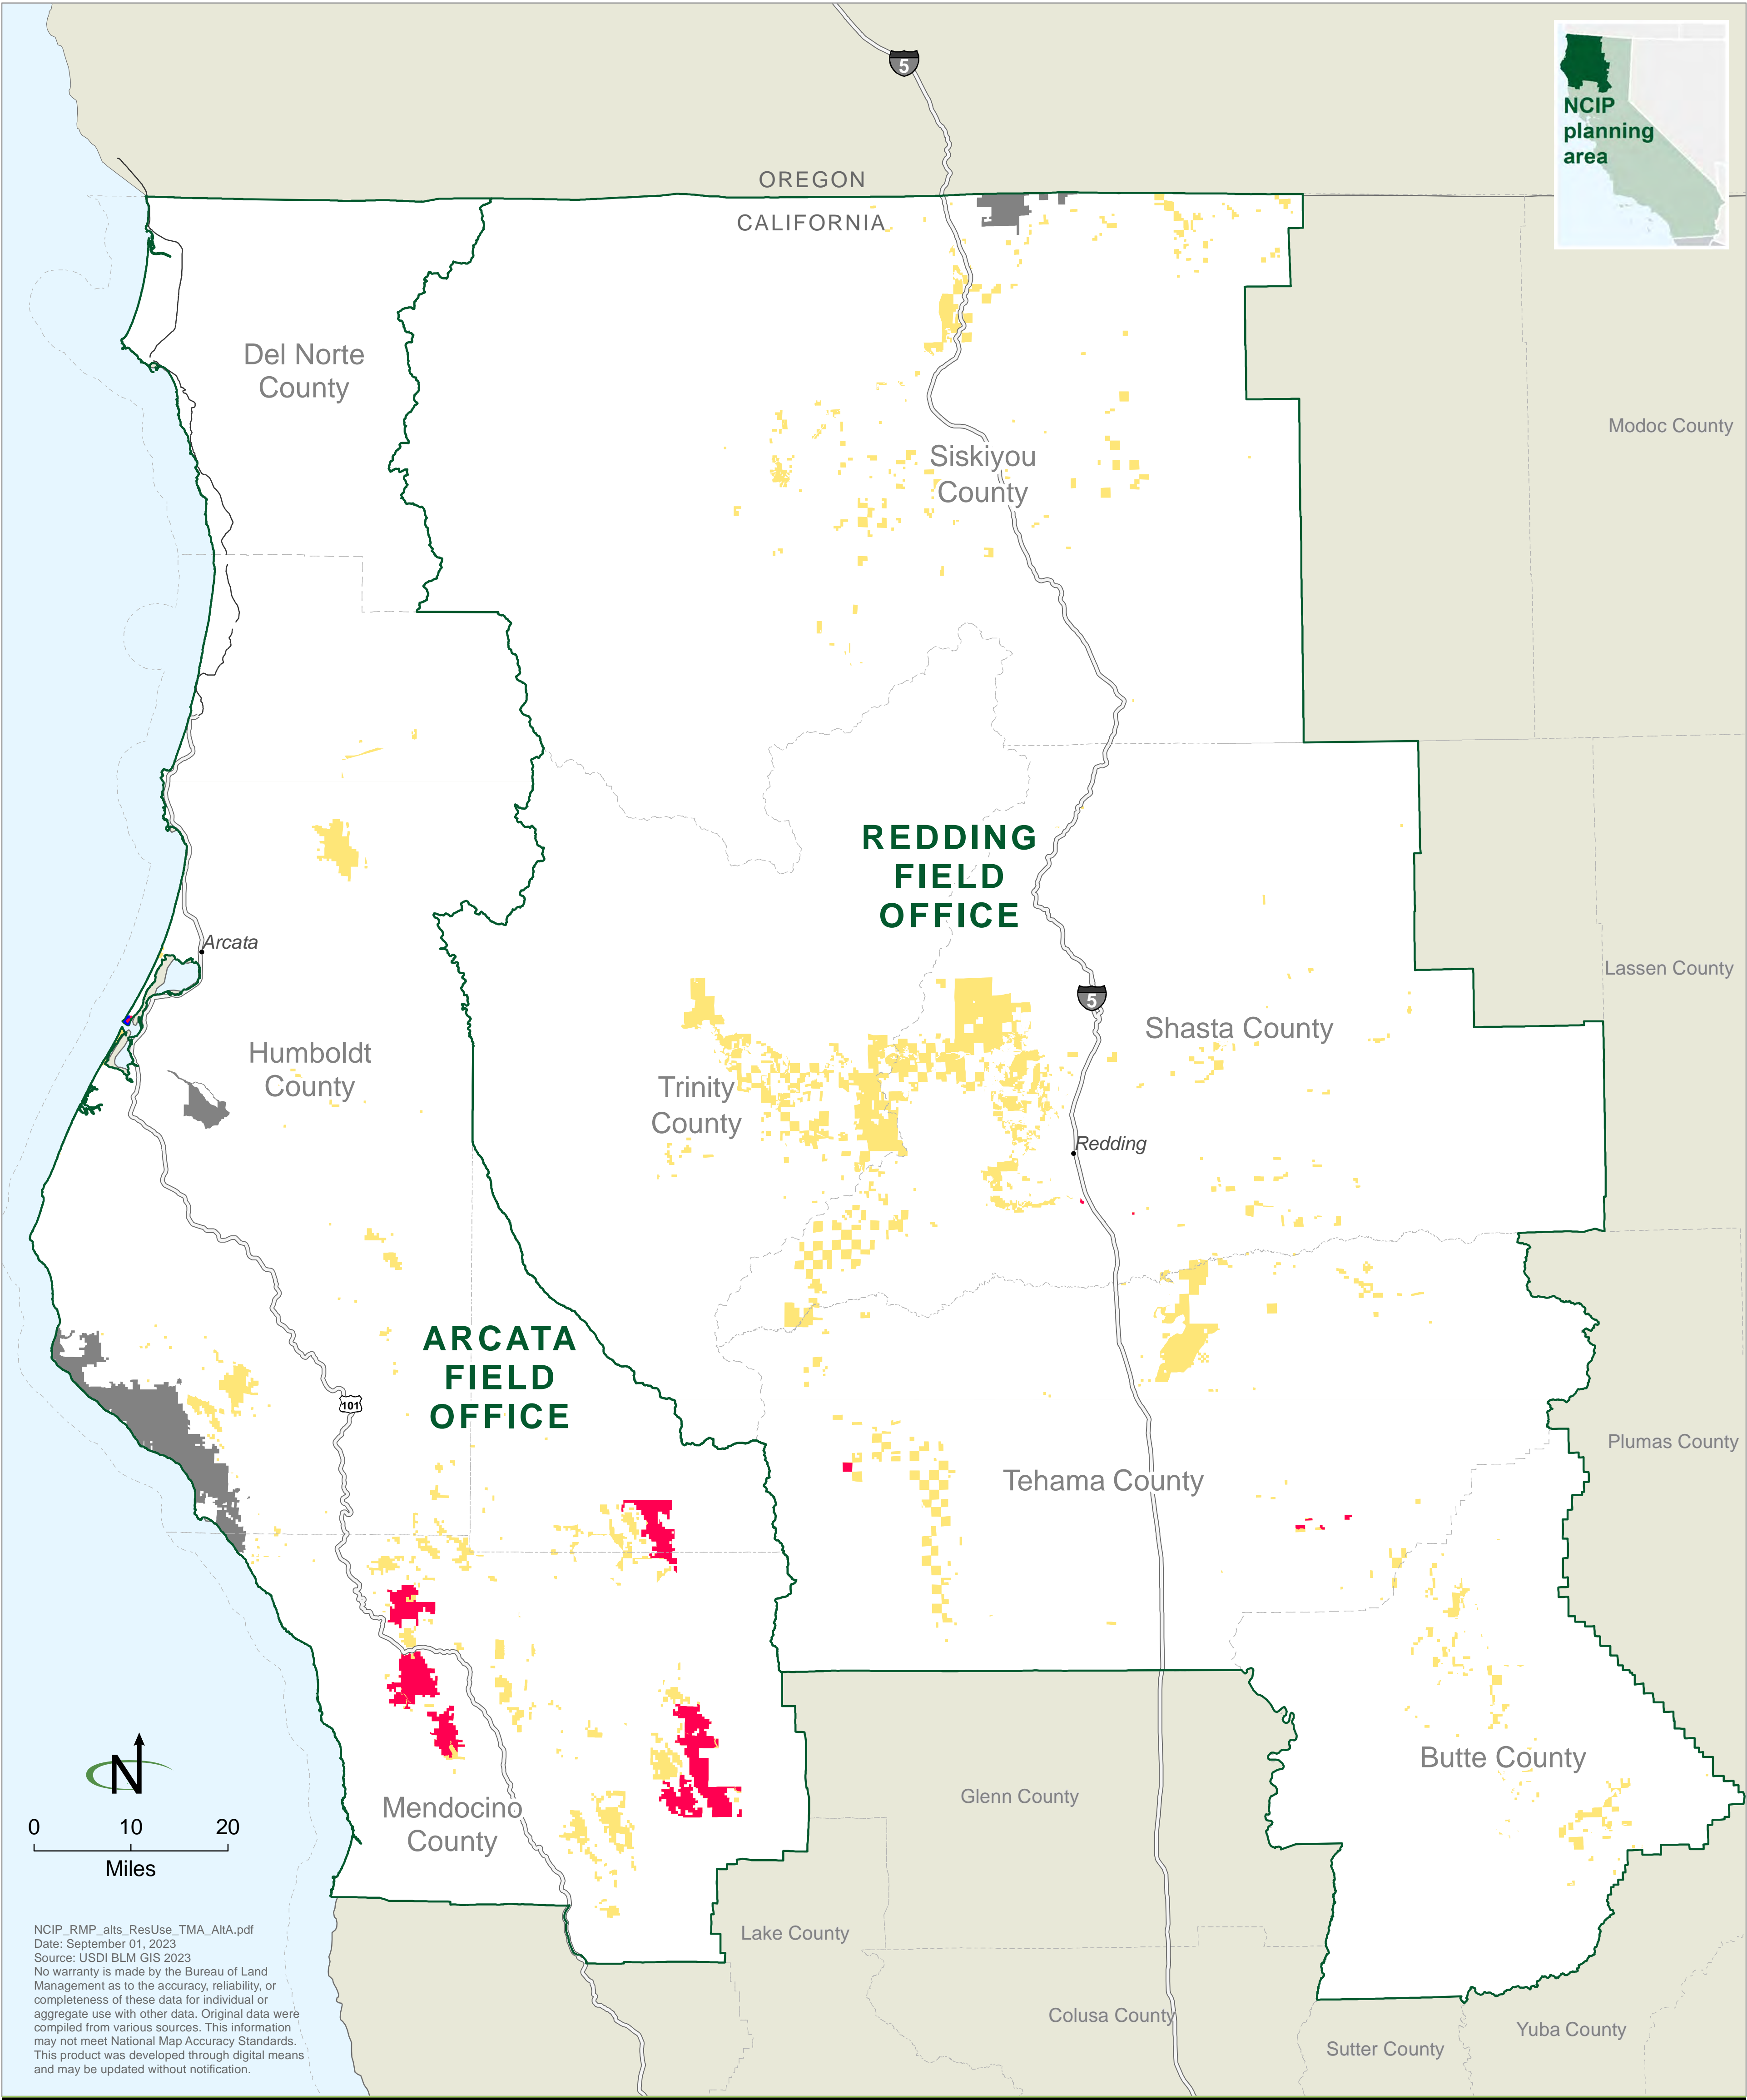 5
NCIP
planning
area
OREGON
CALIFORNIA
Del Norte
County
Modoc County
Siskiyou
County
REDDING
FIELD
OFFICE
Arcata
Lassen County
5
Shasta County
Humboldt
County
Trinity
County
Redding
ARCATA
FIELD
OFFICE
101
Plumas County
Tehama County
N
Butte County
Glenn County
Mendocino
County
0 10 20
Miles
NCIP_RMP_alts_ResUse_TMA_AltA.pdf
Date: September 01, 2023
Source: USDI BLM GIS 2023
No warranty is made by the Bureau of Land
Management as to the accuracy, reliability, or
completeness of these data for individual or
aggregate use with other data. Original data were
compiled from various sources. This information
may not meet National Map Accuracy Standards.
This product was developed through digital means
and may be updated without notification.
Lake County
Colusa County
Yuba County
Sutter County